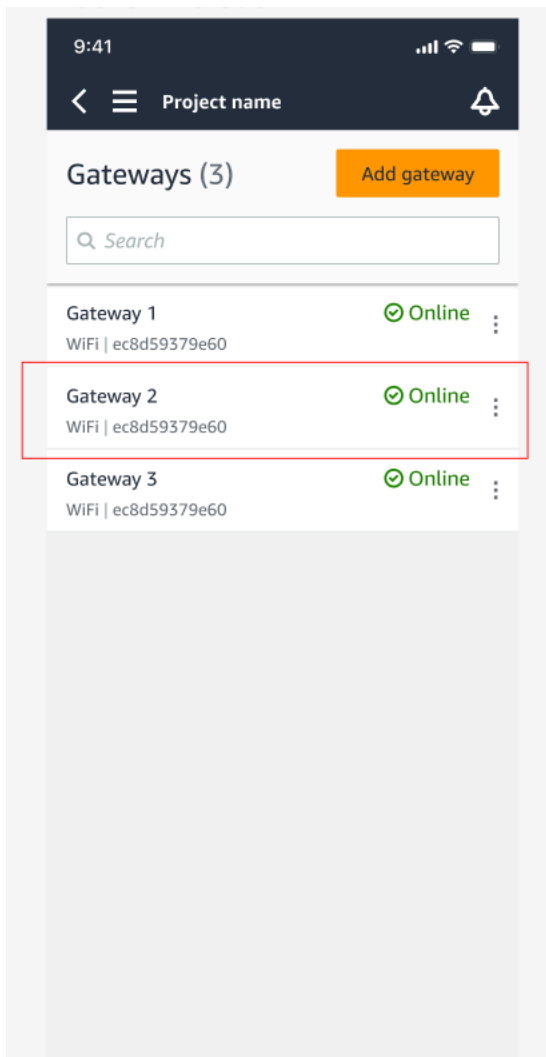 9:41
Project name
Gateways (3)
Add gateway
Search
Gateway 1
Online
WiFi | ec8d59379e60
Gateway 2
Online
WiFi | ec8d59379e60
Gateway 3
Online
WiFi | ec8d59379e60